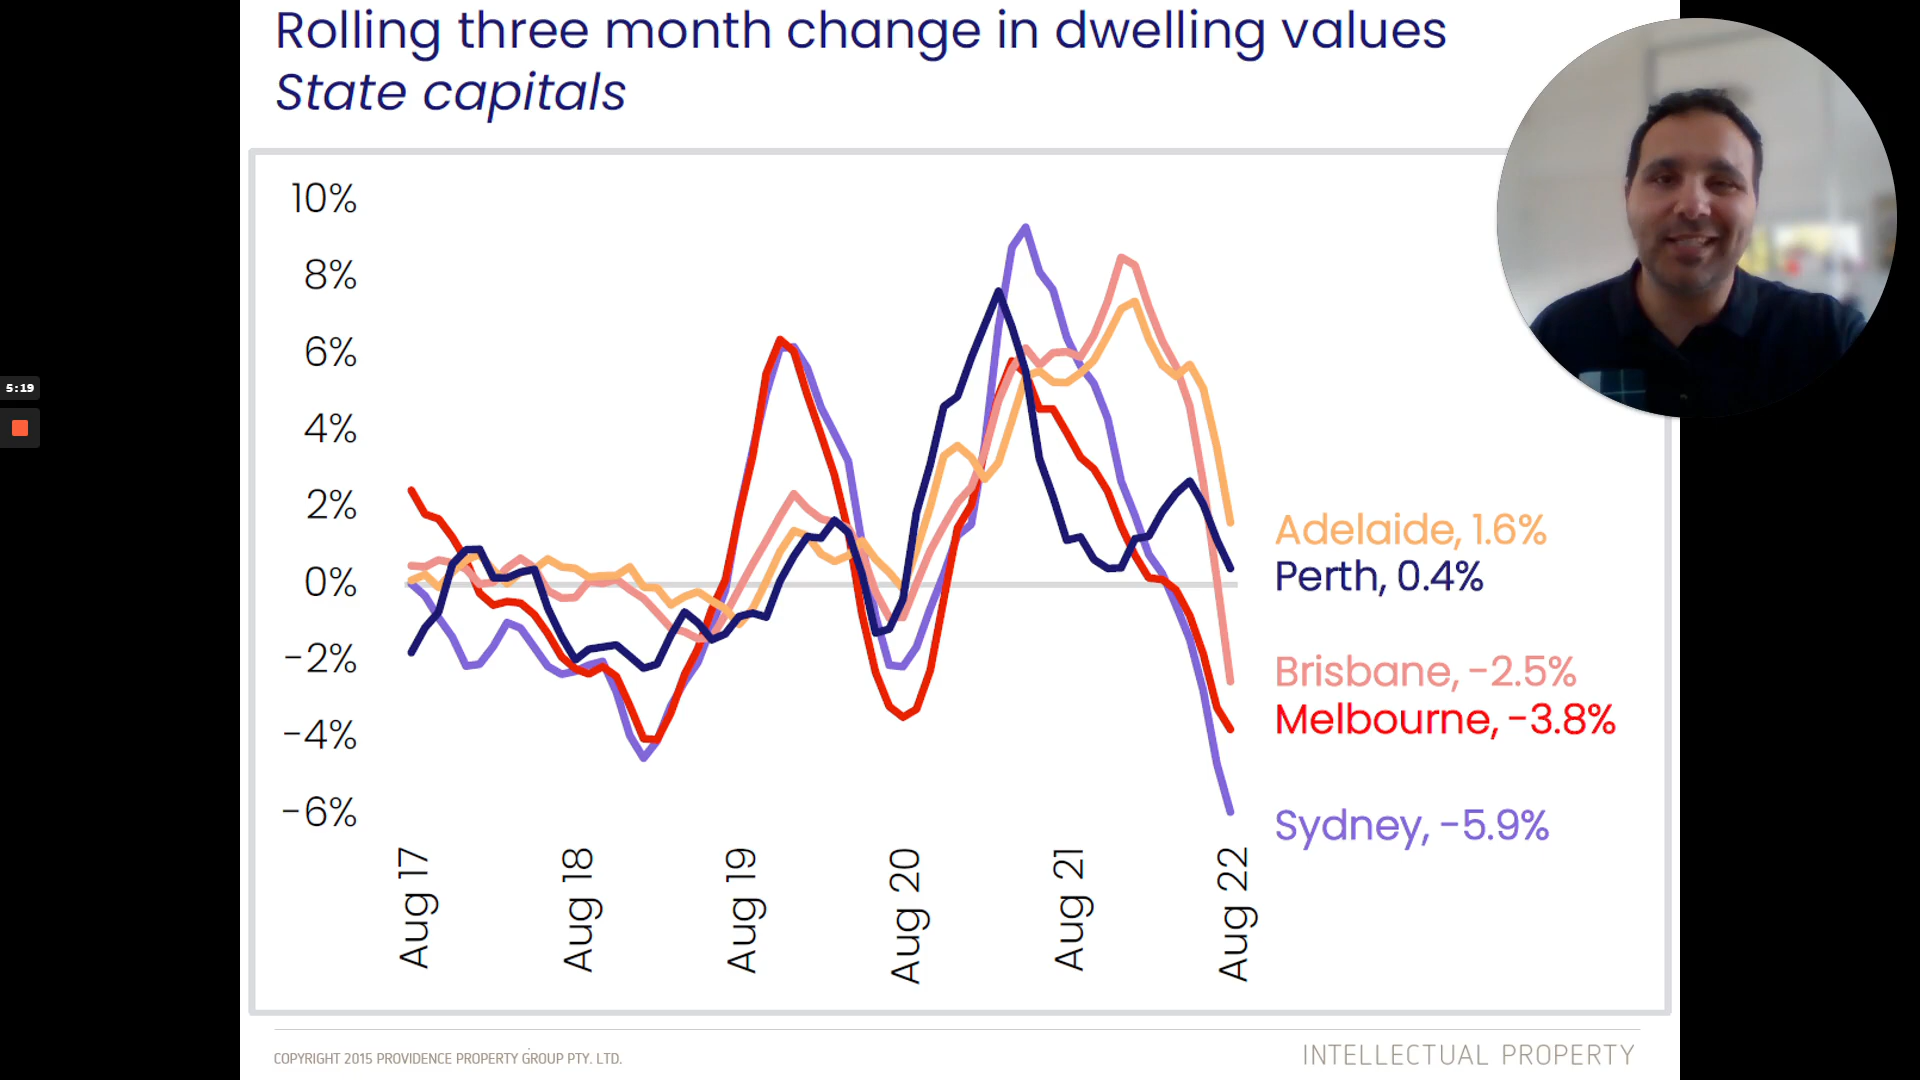 Rolling three month change in dwelling values
State capitals
10%
8%
6%
4%
2%
0%
-2%
-4%
-6%
Aug 17
Aug 18
Aug 19
Aug 20
Aug 21
Aug 22
Adelaide, 1.6%
Perth, 0.4%
Brisbane, -2.5%
Melbourne, -3.8%
Sydney, -5.9%
5:19
COPYRIGHT 2015 PROVIDENCE PROPERTY GROUP PTY. LTD.
INTELLECTUAL PROPERTY